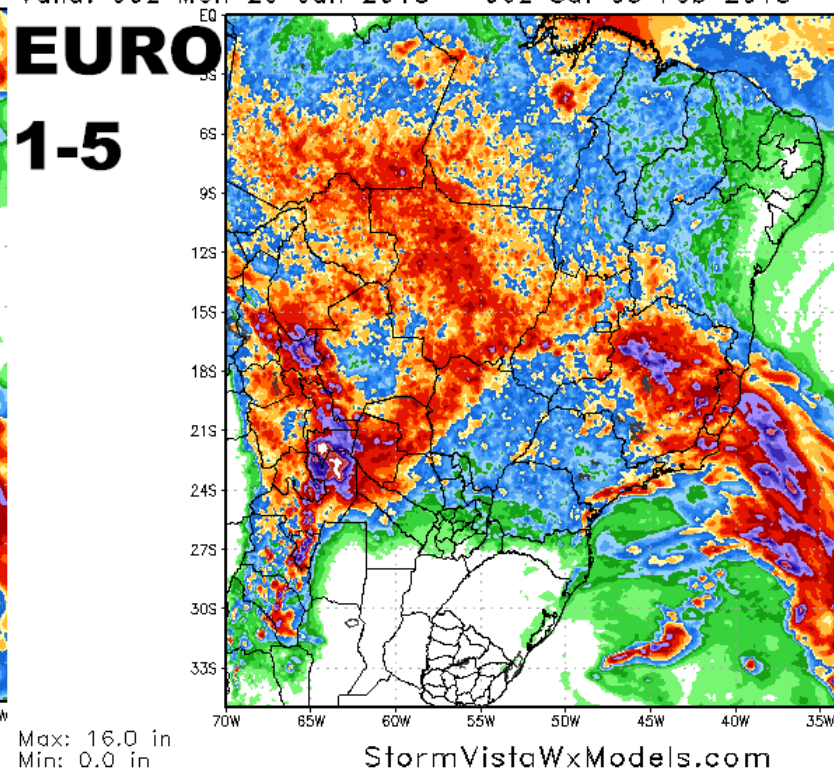 EURO
1-5
EQ
3S
6S
9S
12S
15S
18S
21S
24S
27S
30S
33S
70W 65W 60W 55W 50W 45W 40W 35W
Max: 16.0 in
Min: 0.0 in
StormVistaWxModels.com